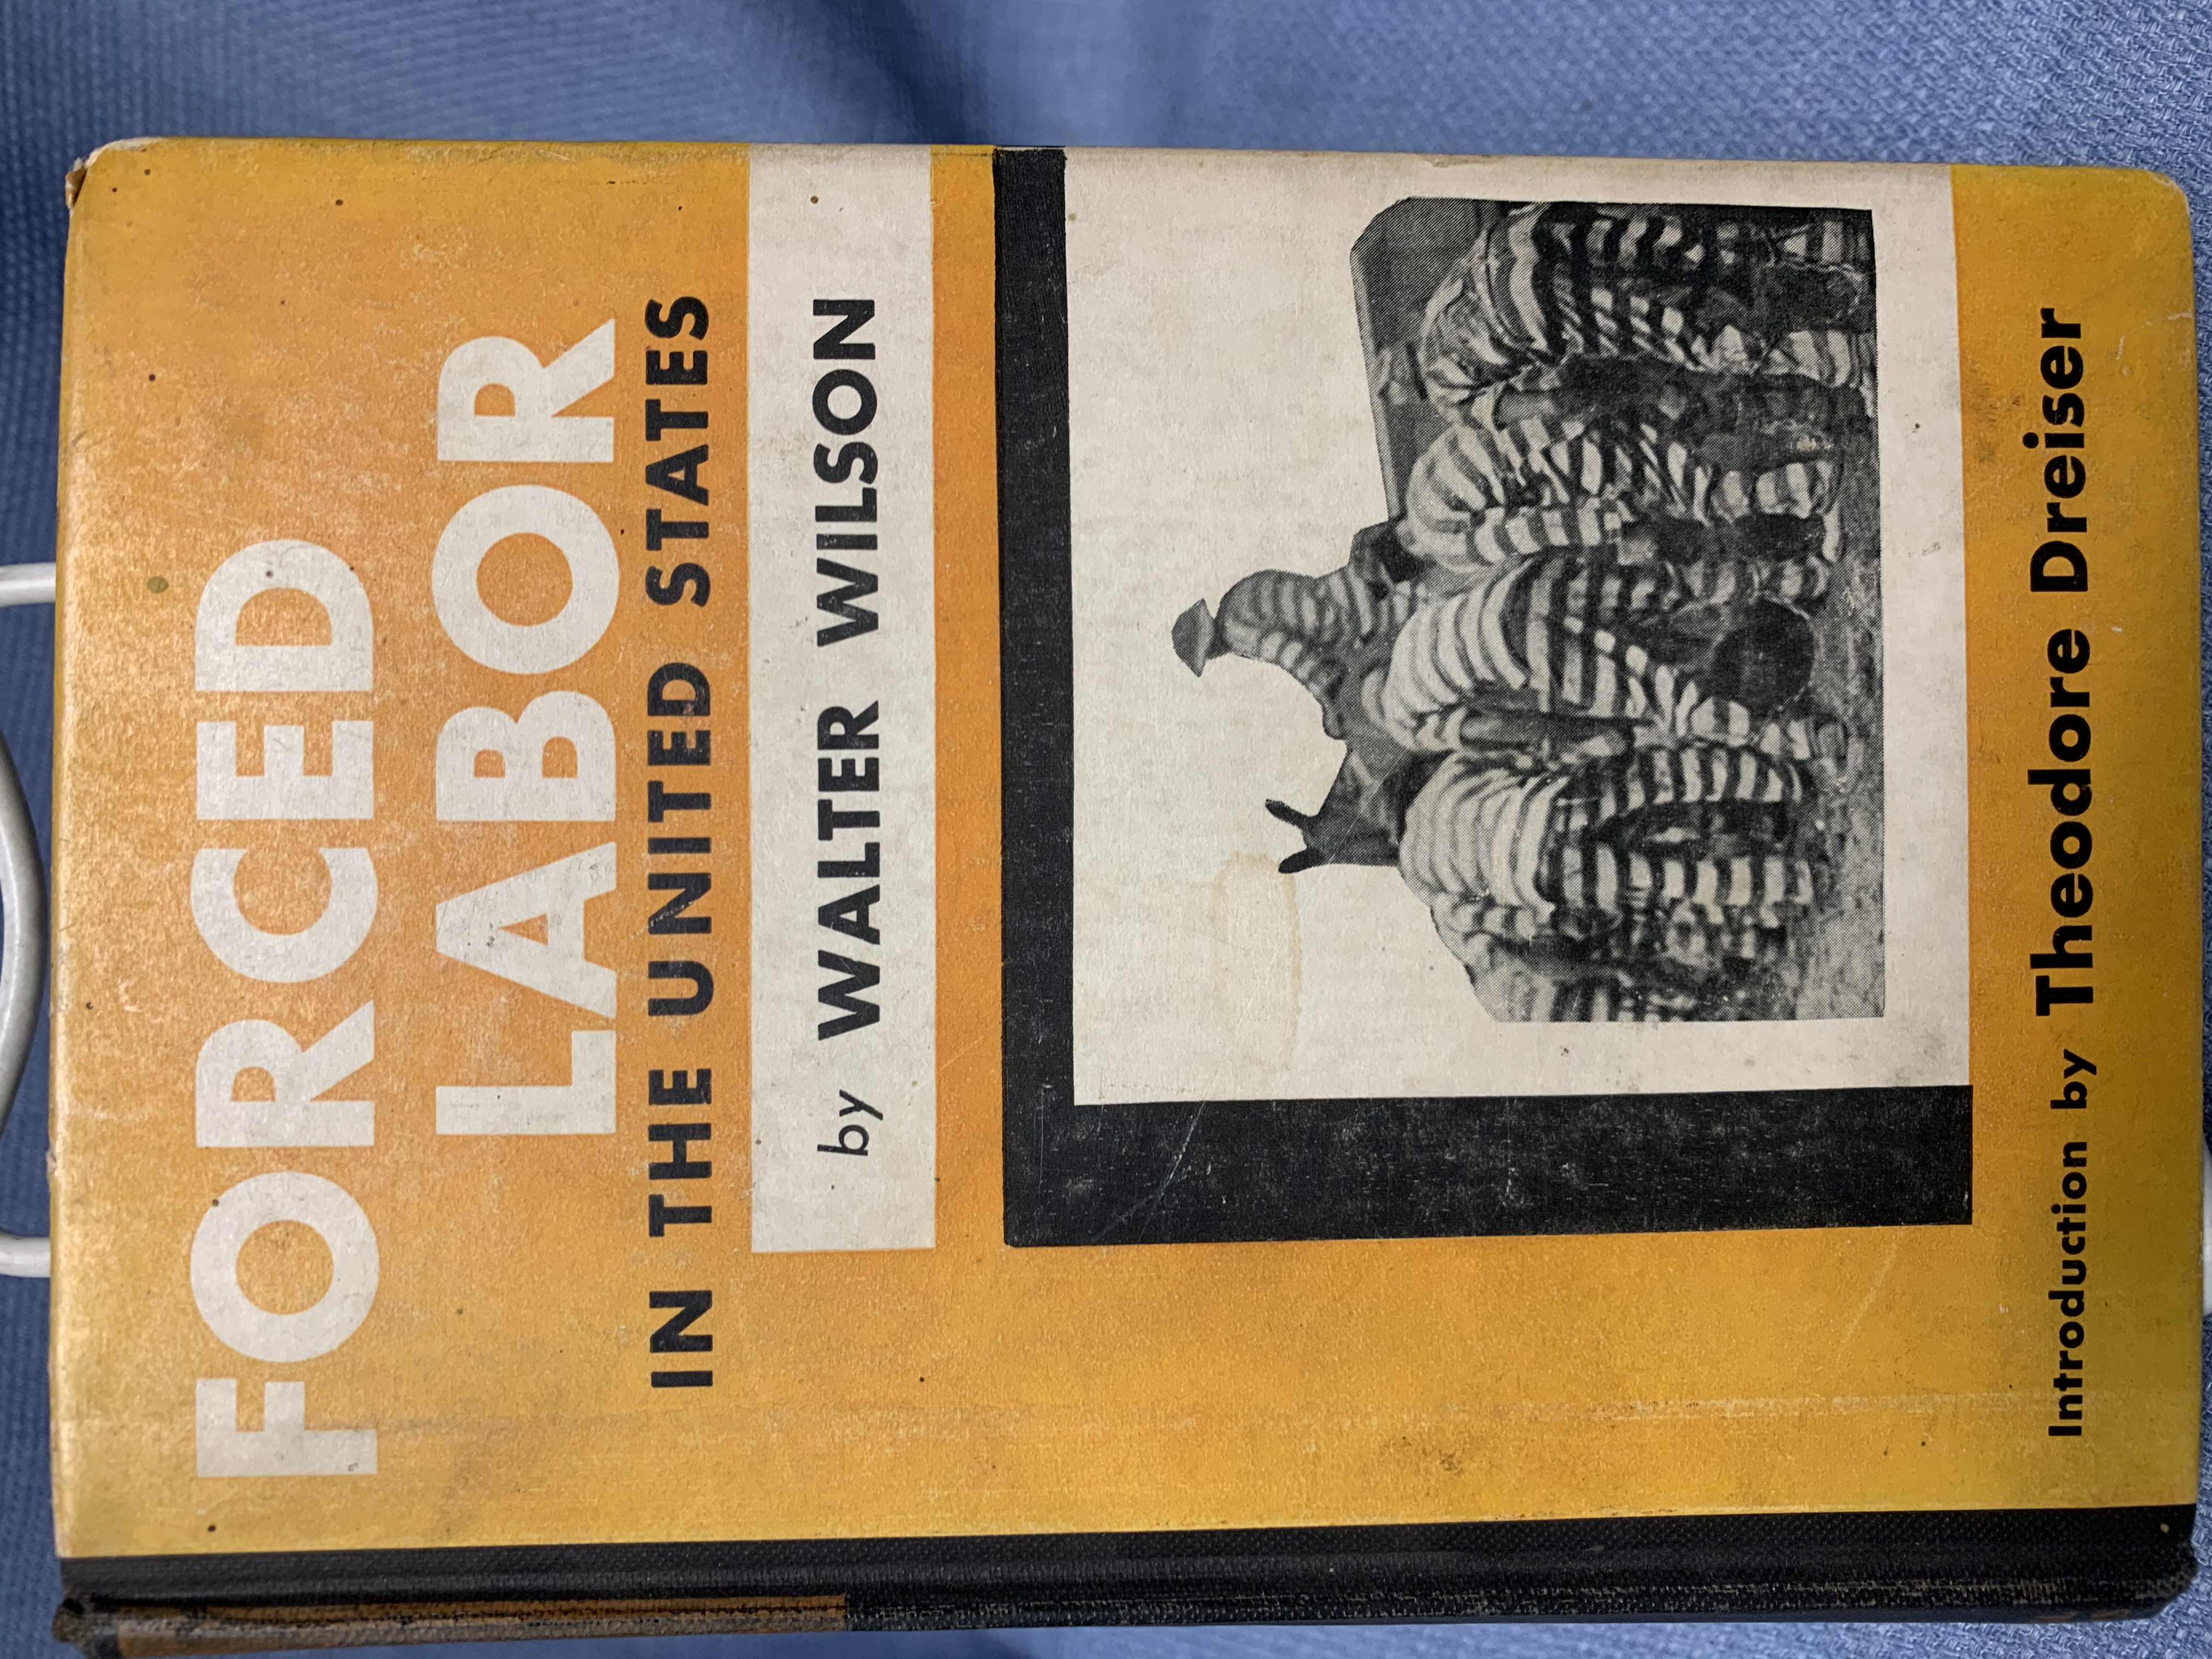 FORCED
LABOR
IN THE UNITED STATES
by WALTER WILSON
Introduction by Theodore Dreiser